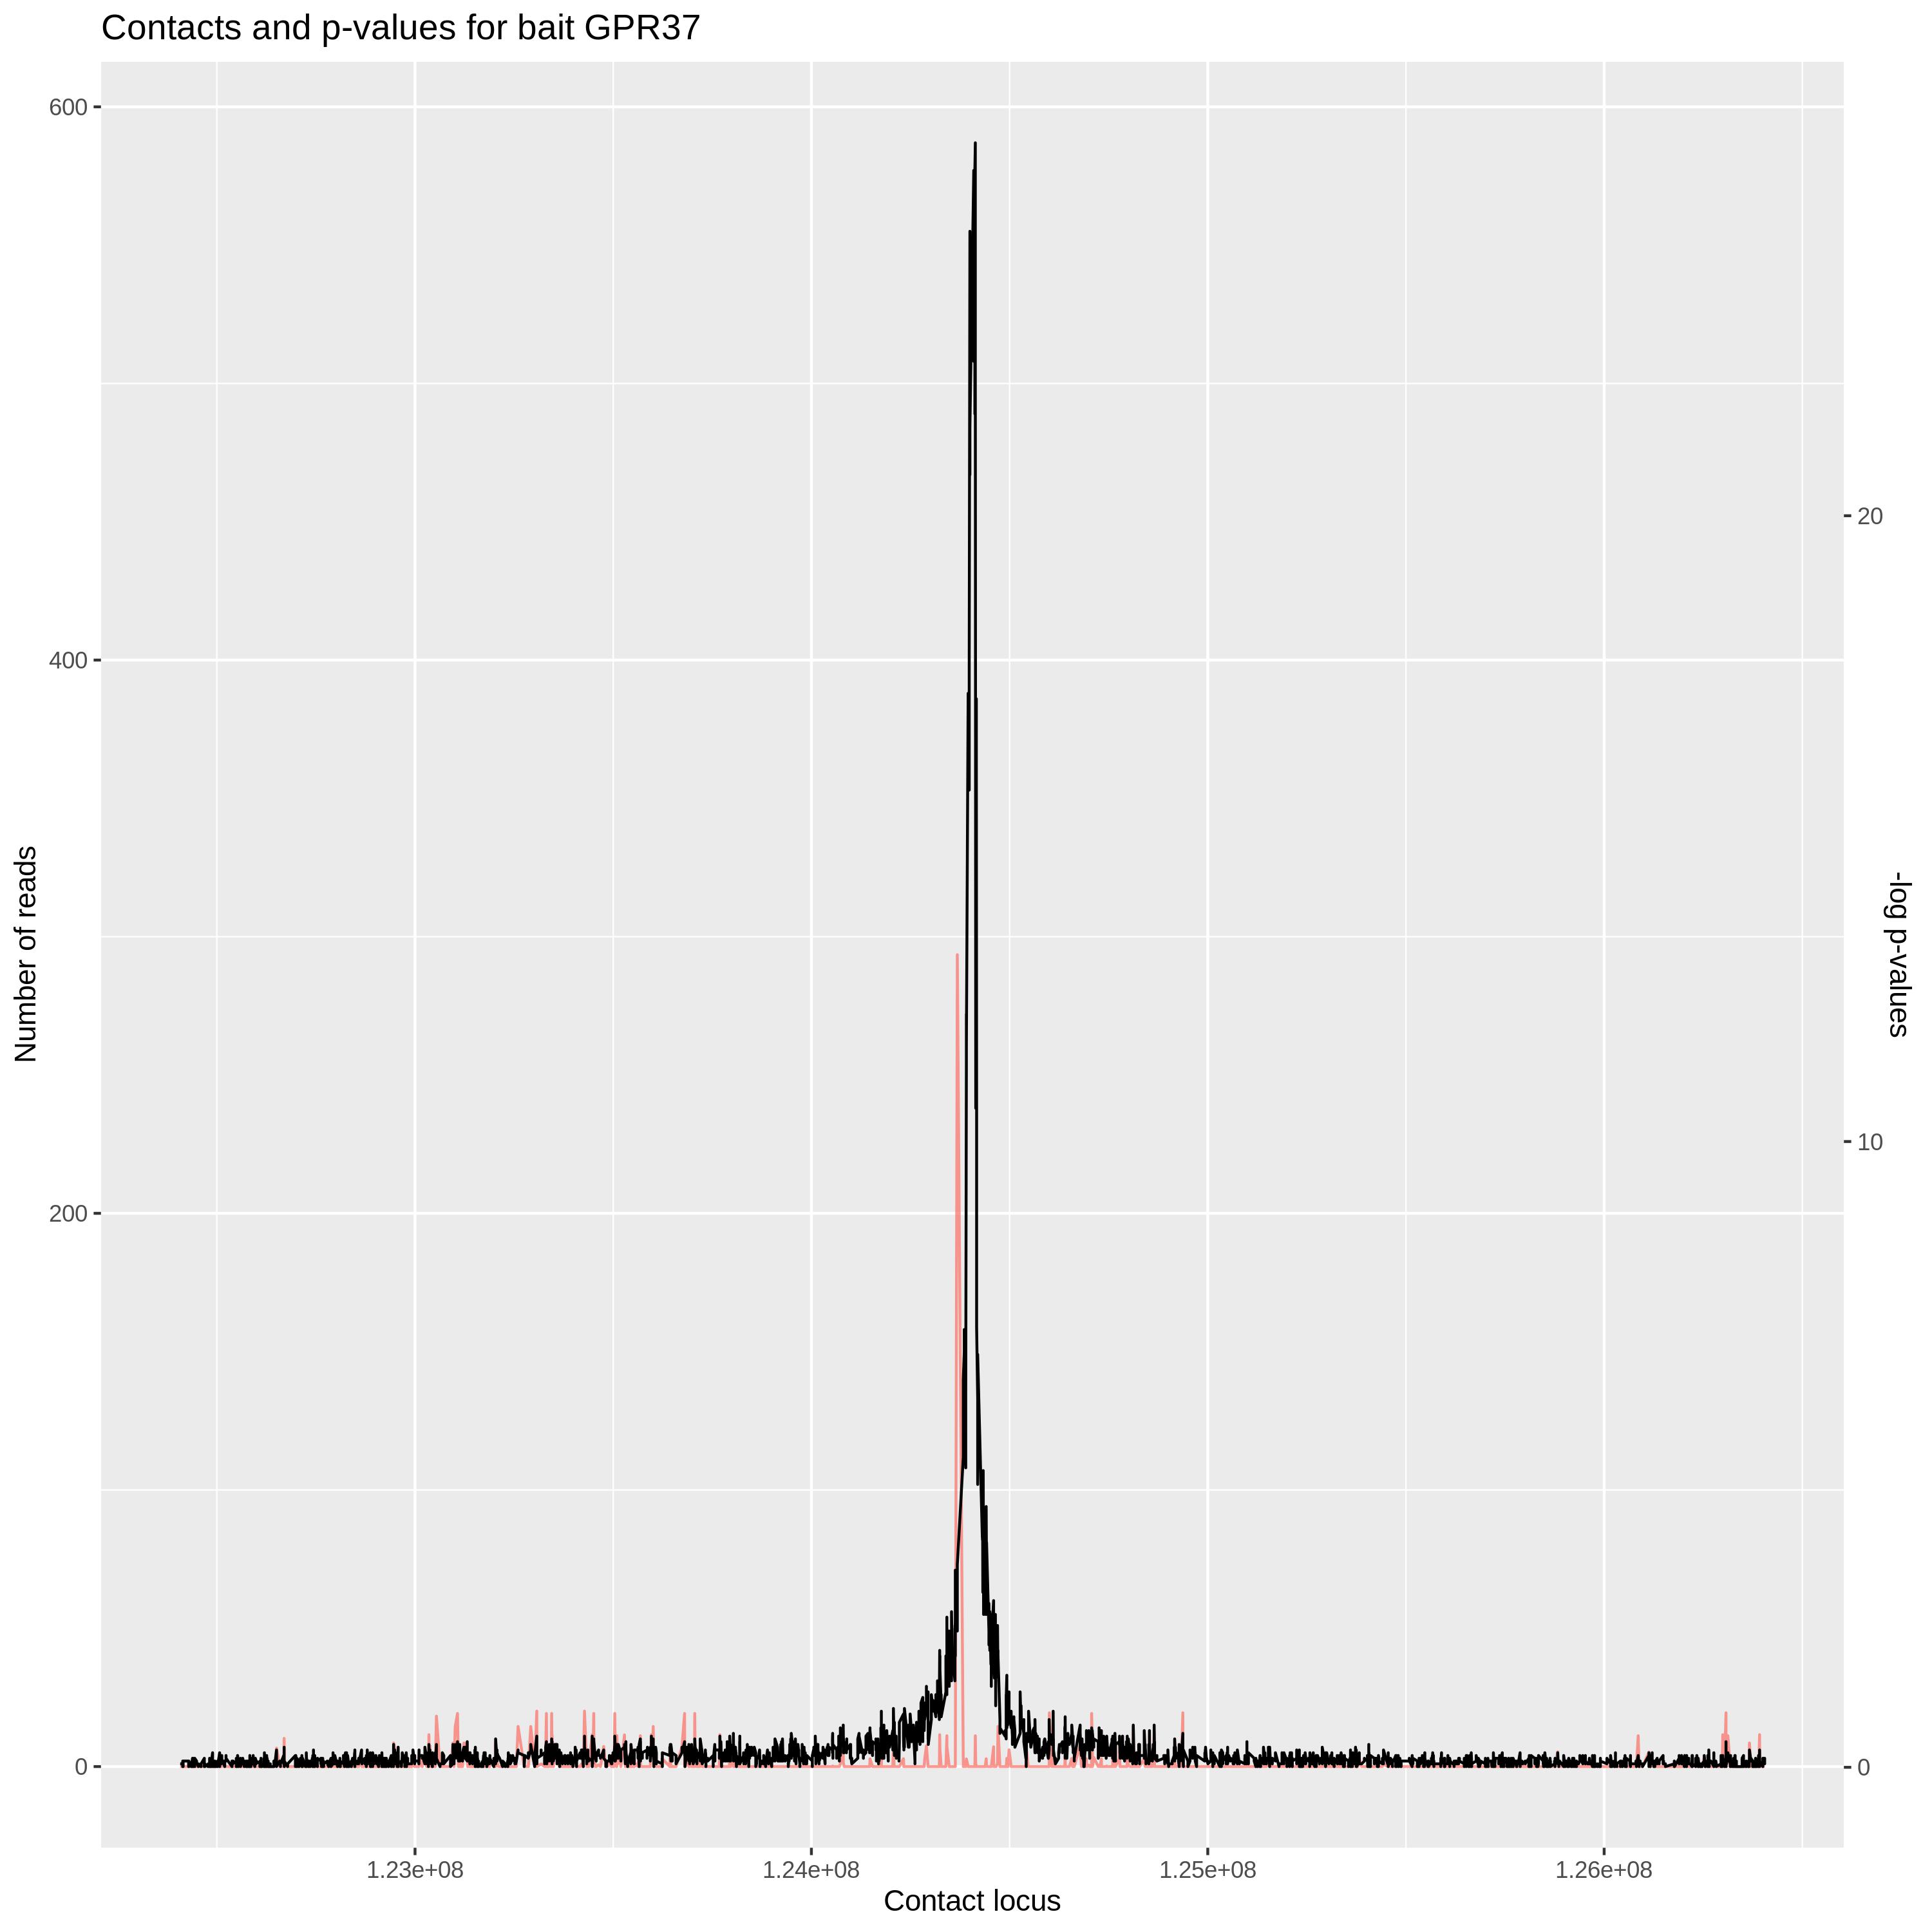 Contacts and p-values for bait GPR37
600
400
200
0
Number of reads
20
10
0
-log p-values
1.23e+08
1.24e+08
1.25e+08
1.26e+08
Contact locus